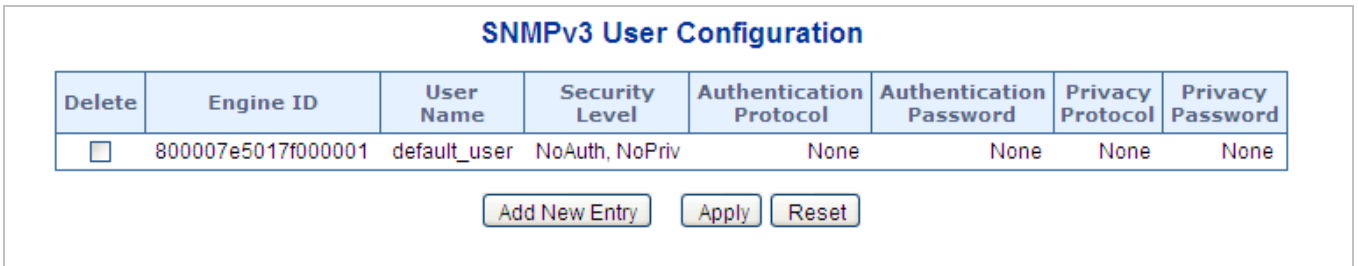 SNMPv3 User Configuration
Delete Engine ID User Name Security Level Authentication Protocol Authentication Password Privacy Protocol Privacy Password
800007e5017f000001 default_user NoAuth, NoPriv None None None None
Add New Entry Apply Reset